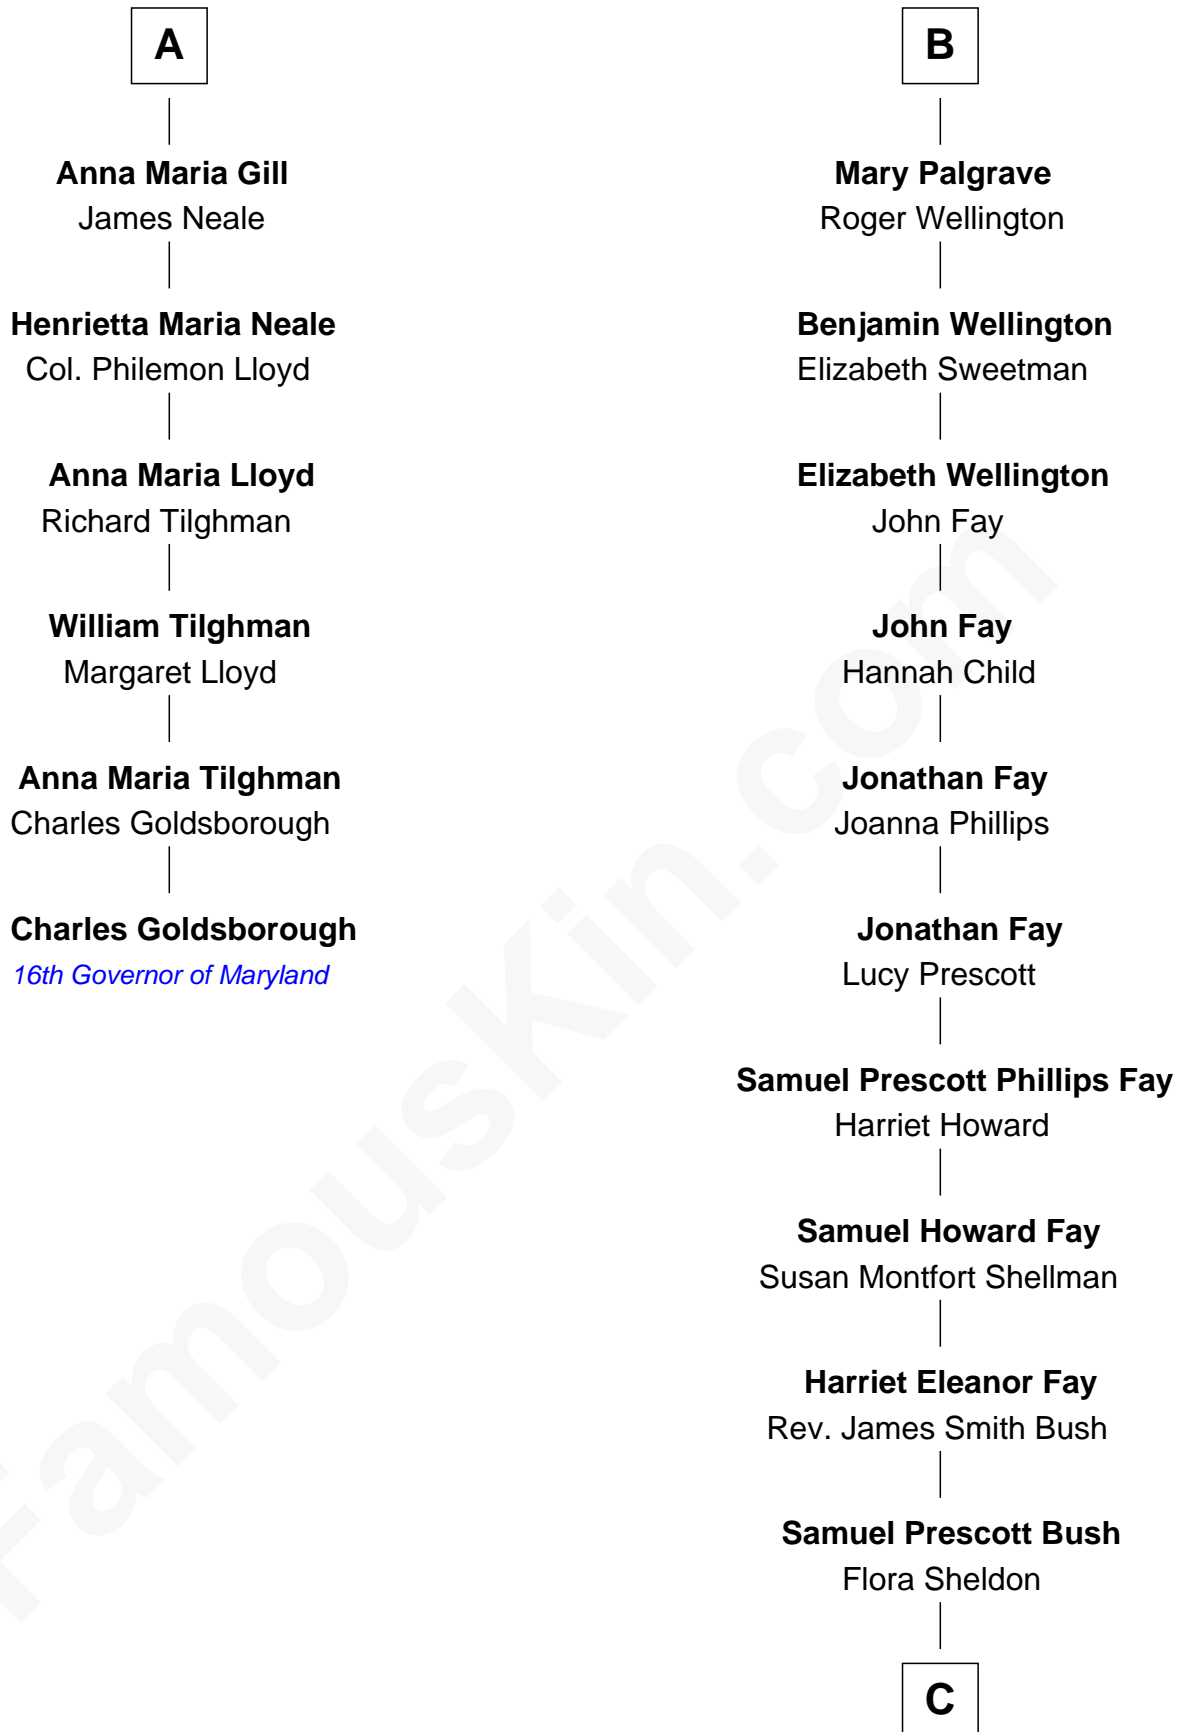 A
Anna Maria Gill
James Neale
Henrietta Maria Neale
Col. Philemon Lloyd
Anna Maria Lloyd
Richard Tilghman
William Tilghman
Margaret Lloyd
Anna Maria Tilghman
Charles Goldsborough
Charles Goldsborough
16th Governor of Maryland
B
Mary Palgrave
Roger Wellington
Benjamin Wellington
Elizabeth Sweetman
Elizabeth Wellington
John Fay
John Fay
Hannah Child
Jonathan Fay
Joanna Phillips
Jonathan Fay
Lucy Prescott
Samuel Prescott Phillips Fay
Harriet Howard
Samuel Howard Fay
Susan Montfort Shellman
Harriet Eleanor Fay
Rev. James Smith Bush
Samuel Prescott Bush
Flora Sheldon
C
FamousKin.com